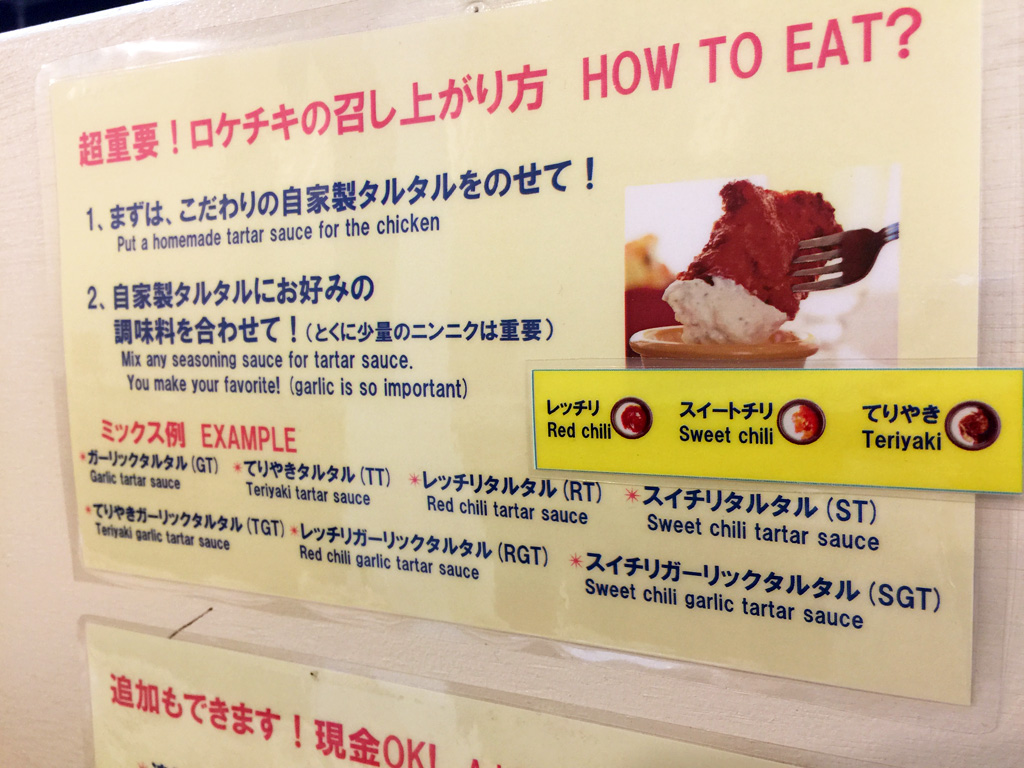 超重要！ロケチキの召し上がり方 HOW TO EAT?
1、まずは、こだわりの自家製タルタルをのせて！
Put a homemade tartar sauce for the chicken
2、自家製タルタルにお好みの
調味料を合わせて！（とくに少量のニンニクは重要）
Mix any seasoning sauce for tartar sauce.
You make your favorite! (garlic is so important)
レッチリ
Red chili
スイートチリ
Sweet chili
てりやき
Teriyaki
ミックス例 EXAMPLE
*ガーリックタルタル(GT)
Garlic tartar sauce
*てりやきタルタル(TT)
Teriyaki tartar sauce
*レッチリタルタル(RT)
Red chili tartar sauce
*スイチリタルタル(ST)
Sweet chili tartar sauce
*てりやきガーリックタルタル(TGT)
Teriyaki garlic tartar sauce
*レッチリガーリックタルタル(RGT)
Red chili garlic tartar sauce
*スイチリガーリックタルタル(SGT)
Sweet chili garlic tartar sauce
追加もできます！現金OK!